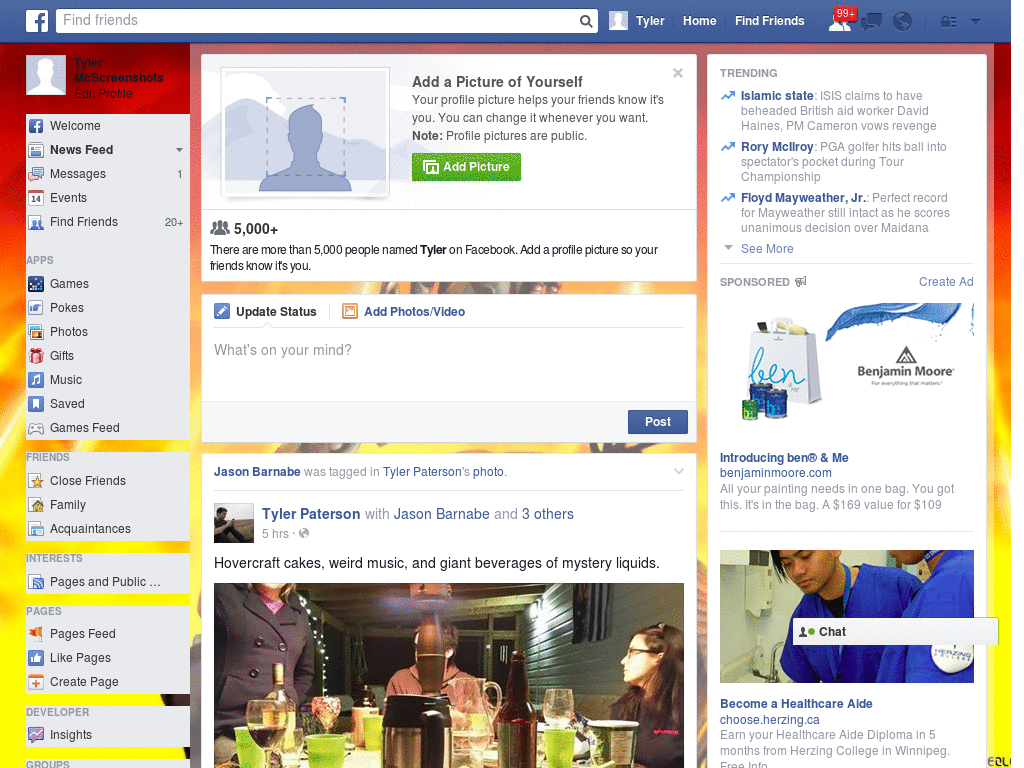 Find friends
Tyler
Home
Find Friends
99+
Tyler
McScreenshots
Edit Profile
Welcome
News Feed
Messages
1
14
Events
Find Friends
20+
APPS
Games
Pokes
Photos
Gifts
Music
Saved
Games Feed
FRIENDS
Close Friends
Family
Acquaintances
INTERESTS
Pages and Public ...
PAGES
Pages Feed
Like Pages
Create Page
DEVELOPER
Insights
GROUPS
Add a Picture of Yourself
Your profile picture helps your friends know it's
you. You can change it whenever you want.
Note: Profile pictures are public.
Add Picture
5,000+
There are more than 5,000 people named Tyler on Facebook. Add a profile picture so your
friends know it's you.
Update Status
Add Photos/Video
What's on your mind?
Post
Jason Barnabe was tagged in Tyler Paterson's photo.
Tyler Paterson with Jason Barnabe and 3 others
5 hrs ·
Hovercraft cakes, weird music, and giant beverages of mystery liquids.
TRENDING
Islamic state: ISIS claims to have
beheaded British aid worker David
Haines, PM Cameron vows revenge
Rory McIlroy: PGA golfer hits ball into
spectator's pocket during Tour
Championship
Floyd Mayweather, Jr.: Perfect record
for Mayweather still intact as he scores
unanimous decision over Maidana
See More
SPONSORED
Create Ad
ben
& ME
Benjamin Moore®
For everything that matters.®
Introducing ben® & Me
benjaminmoore.com
All your painting needs in one bag. You got
this. It's in the bag. A $169 value for $109
Chat
HERZING
COLLEGE
Become a Healthcare Aide
choose.herzing.ca
Earn your Healthcare Aide Diploma in 5
months from Herzing College in Winnipeg.
Free Info